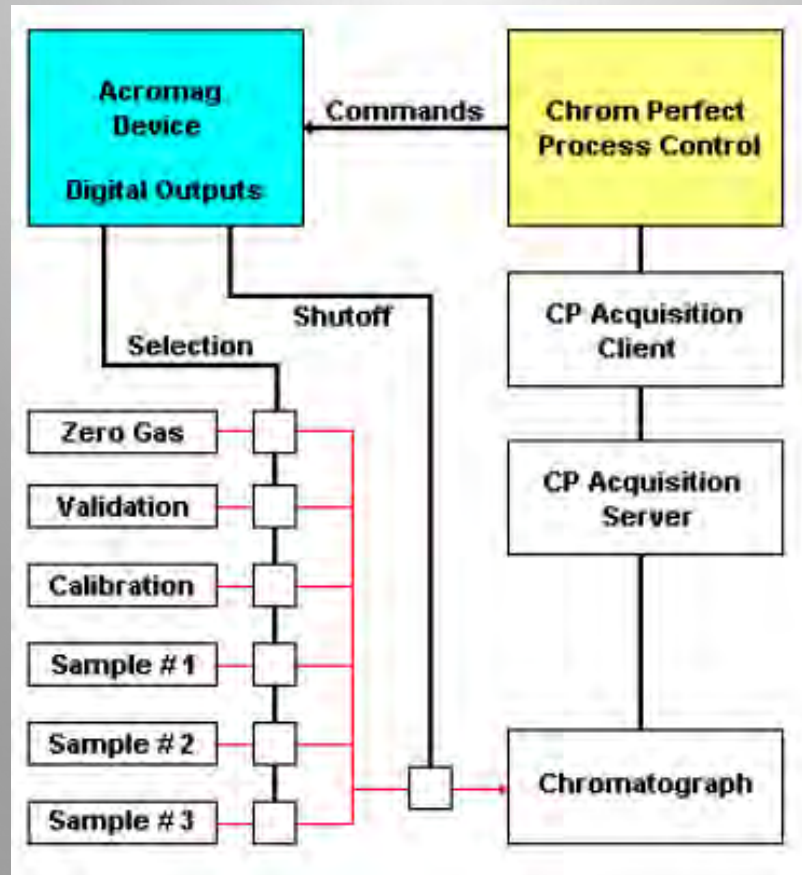 Acromag
Device
Digital Outputs
Commands
Chrom Perfect
Process Control
Selection
Shutoff
CP Acquisition
Client
Zero Gas
Validation
Calibration
Sample #1
Sample #2
Sample #3
CP Acquisition
Server
Chromatograph